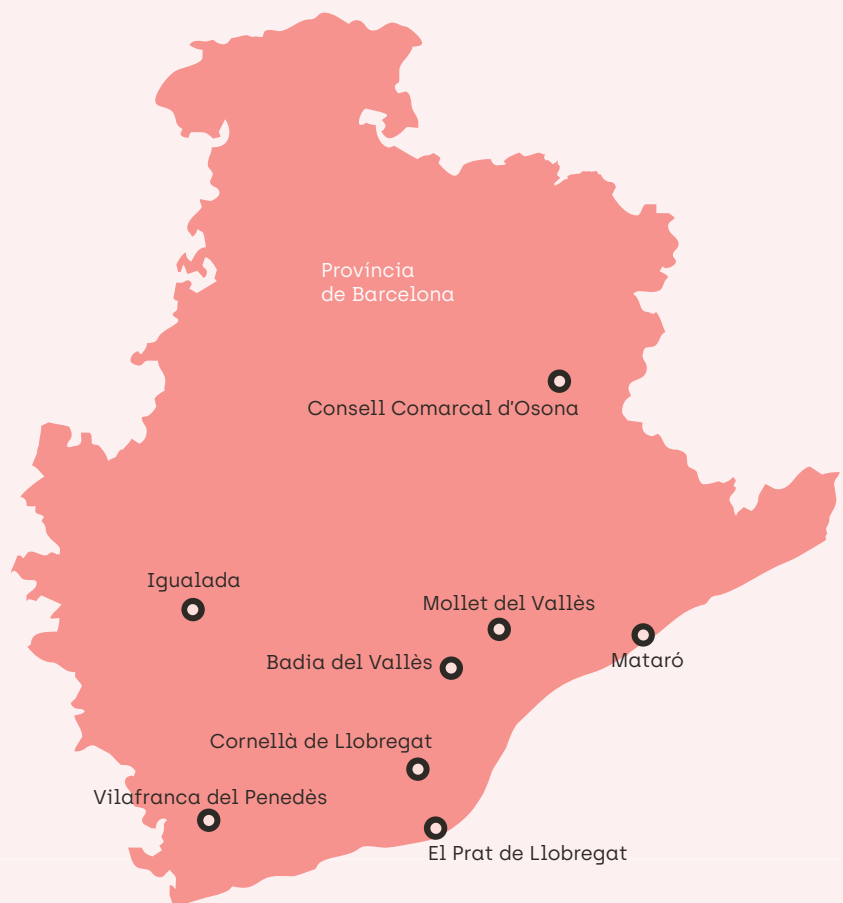 Província
de Barcelona
Consell Comarcal d'Osona
Igualada
Mollet del Vallès
Mataró
Badia del Vallès
Cornellà de Llobregat
Vilafranca del Penedès
El Prat de Llobregat